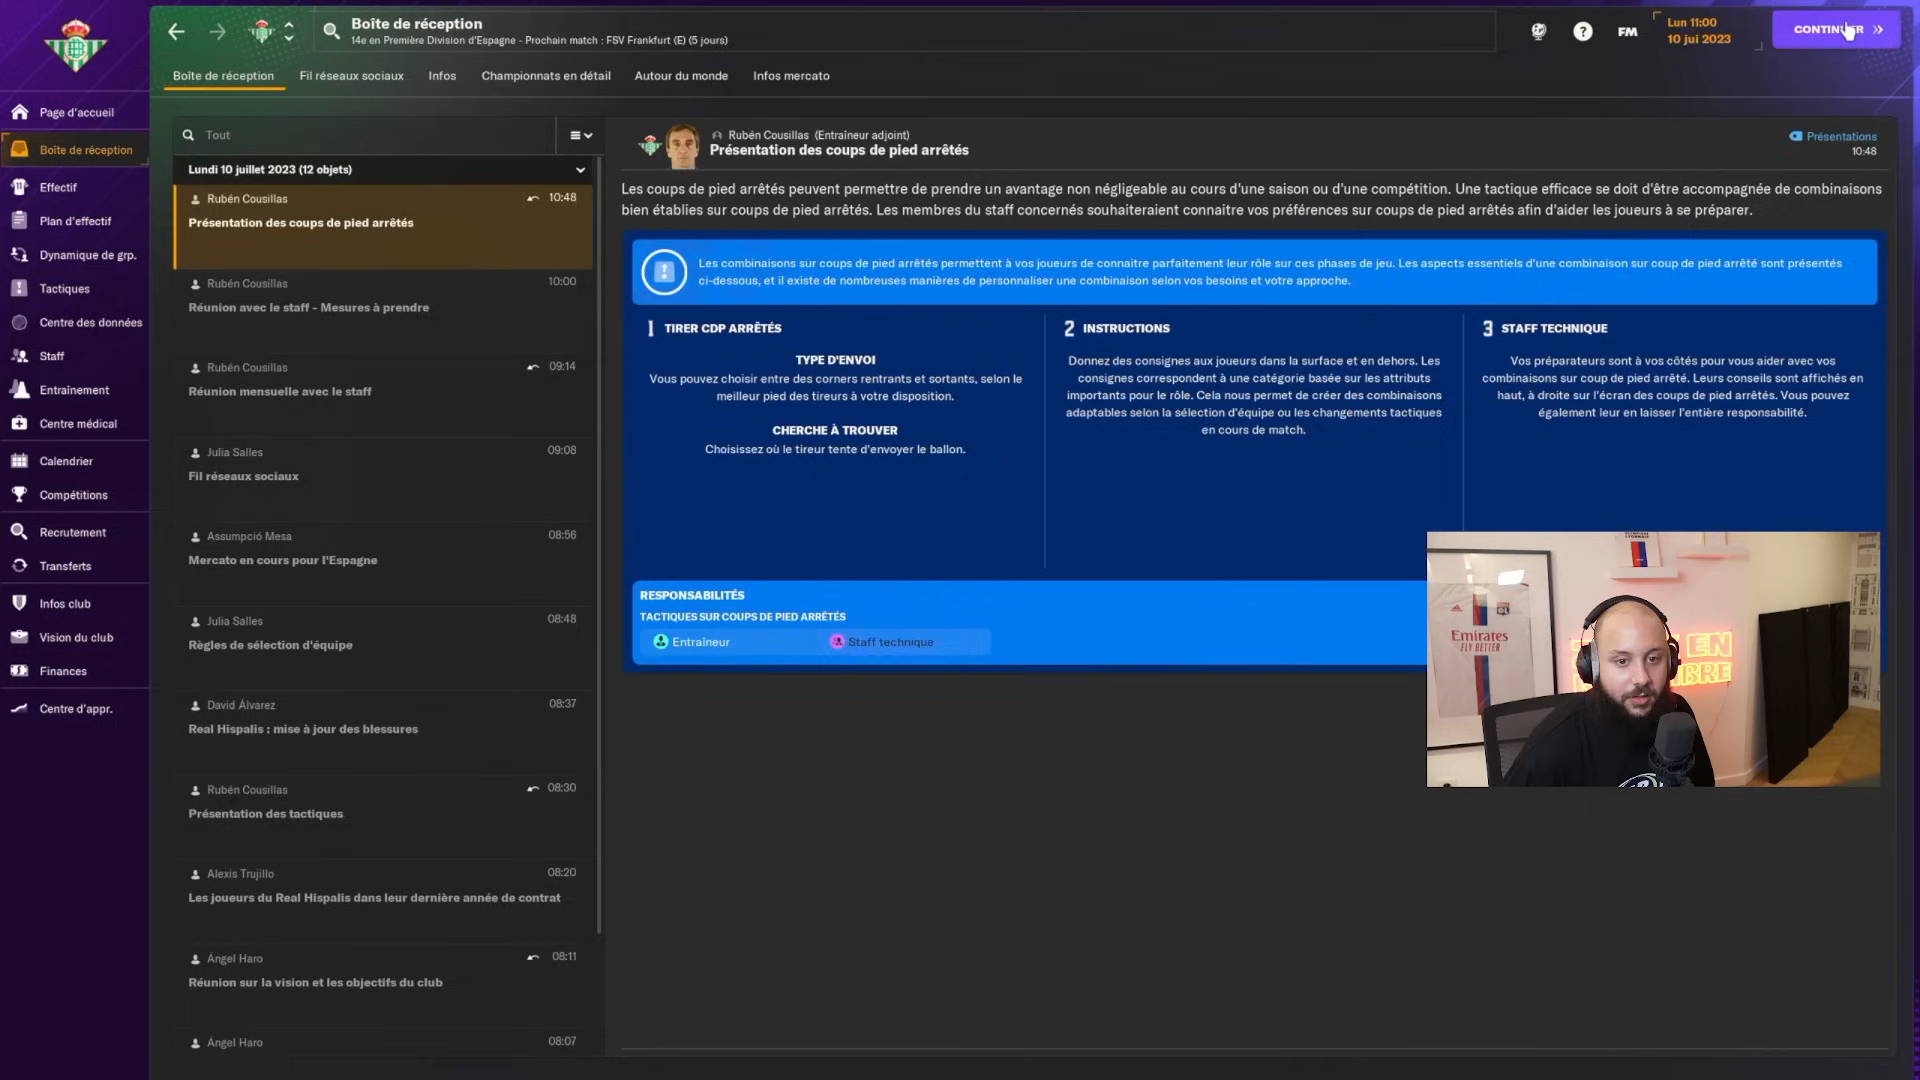 Boîte de réception
14e en Première Division d'Espagne - Prochain match : FSV Frankfurt (E) (5 jours)
FM
Lun 11:00
10 jui 2023
Boîte de réception
Fil réseaux sociaux
Infos
Championnats en détail
Autour du monde
Infos mercato
Page d'accueil
Boîte de réception
Effectif
Plan d'effectif
Dynamique de grp.
Tactiques
Centre des données
Staff
Entraînement
Centre médical
Calendrier
Compétitions
Recrutement
Transferts
Infos club
Vision du club
Finances
Centre d'appr.
Tout
Lundi 10 juillet 2023 (12 objets)
Rubén Cousillas 10:48
Présentation des coups de pied arrêtés
Rubén Cousillas 10:00
Réunion avec le staff - Mesures à prendre
Rubén Cousillas 09:14
Réunion mensuelle avec le staff
Julia Salles 09:08
Fil réseaux sociaux
Assumpció Mesa 08:56
Mercato en cours pour l'Espagne
Julia Salles 08:48
Règles de sélection d'équipe
David Álvarez 08:37
Real Hispalis : mise à jour des blessures
Rubén Cousillas 08:30
Présentation des tactiques
Alexis Trujillo 08:20
Les joueurs du Real Hispalis dans leur dernière année de contrat
Ángel Haro 08:11
Réunion sur la vision et les objectifs du club
Ángel Haro 08:07
Rubén Cousillas (Entraîneur adjoint)
Présentation des coups de pied arrêtés
Présentations
10:48
Les coups de pied arrêtés peuvent permettre de prendre un avantage non négligeable au cours d'une saison ou d'une compétition. Une tactique efficace se doit d'être accompagnée de combinaisons
bien établies sur coups de pied arrêtés. Les membres du staff concernés souhaiteraient connaitre vos préférences sur coups de pied arrêtés afin d'aider les joueurs à se préparer.
Les combinaisons sur coups de pied arrêtés permettent à vos joueurs de connaitre parfaitement leur rôle sur ces phases de jeu. Les aspects essentiels d'une combinaison sur coup de pied arrêté sont présentés
ci-dessous, et il existe de nombreuses manières de personnaliser une combinaison selon vos besoins et votre approche.
1 TIRER CDP ARRÊTÉS
TYPE D'ENVOI
Vous pouvez choisir entre des corners rentrants et sortants, selon le
meilleur pied des tireurs à votre disposition.
CHERCHE À TROUVER
Choisissez où le tireur tente d'envoyer le ballon.
2 INSTRUCTIONS
Donnez des consignes aux joueurs dans la surface et en dehors. Les
consignes correspondent à une catégorie basée sur les attributs
importants pour le rôle. Cela nous permet de créer des combinaisons
adaptables selon la sélection d'équipe ou les changements tactiques
en cours de match.
3 STAFF TECHNIQUE
Vos préparateurs sont à vos côtés pour vous aider avec vos
combinaisons sur coup de pied arrêté. Leurs conseils sont affichés en
haut, à droite sur l'écran des coups de pied arrêtés. Vous pouvez
également leur en laisser l'entière responsabilité.
RESPONSABILITÉS
TACTIQUES SUR COUPS DE PIED ARRÊTÉS
Entraîneur
Staff technique
Emirates
FLY BETTER
OL
EN